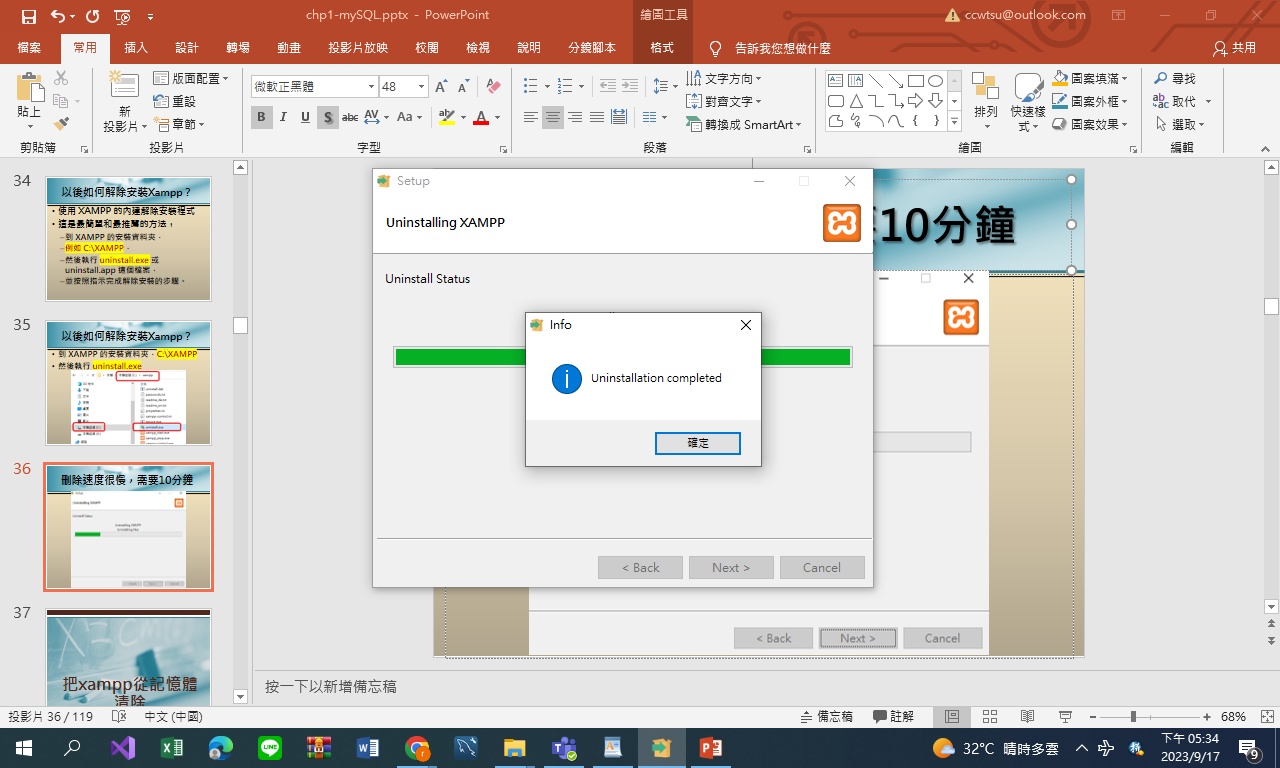 chp1-mySQL.pptx - PowerPoint
繪圖工具
ccwtsu@outlook.com
檔案 常用 插入 設計 轉場 動畫 投影片放映 校閱 檢視 說明 分鏡腳本 格式 告訴我您想做什麼 共用
貼上
剪貼簿
新
投影片
版面配置
重設
章節
投影片
微軟正黑體 48
B I U S abc AV Aa
字型
文字方向
對齊文字
轉換成 SmartArt
段落
排列
快速樣
式
圖案填滿
圖案外框
圖案效果
繪圖
尋找
取代
選取
編輯
34
以後如何解除安裝Xampp？
• 使用 XAMPP 的內建解除安裝程式
• 這是最簡單和最推薦的方法，
–到 XAMPP 的安裝資料夾，
–例如 C:\XAMPP，
–然後執行 uninstall.exe 或
uninstall.app 這個檔案，
–並按照指示完成解除安裝的步驟。
35
以後如何解除安裝Xampp？
• 到 XAMPP 的安裝資料夾，C:\XAMPP
• 然後執行 uninstall.exe
36
刪除速度很慢，需要10分鐘
Uninstalling XAMPP
37
把xampp從記憶體
清除
Setup
Uninstalling XAMPP
Uninstall Status
Info
Uninstallation completed
確定
< Back
Next >
Cancel
10分鐘
< Back
Next >
Cancel
按一下以新增備忘稿
投影片 36 / 119 中文 (中國) 備忘稿 註解 68%
32°C 晴時多雲
下午 05:34
2023/9/17
9